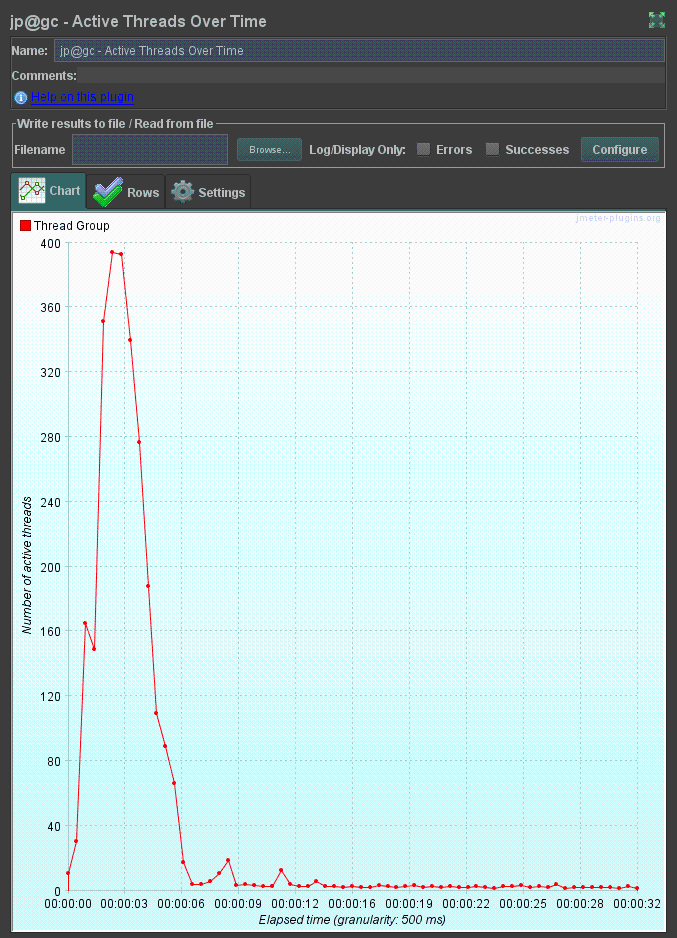 jp@gc - Active Threads Over Time
Name: jp@gc - Active Threads Over Time
Comments:
Help on this plugin
Write results to file / Read from file
Filename Browse... Log/Display Only: Errors Successes Configure
Chart Rows Settings
jmeter-plugins.org
Thread Group
400
360
320
280
240
200
160
120
80
40
0
Number of active threads
00:00:00 00:00:03 00:00:06 00:00:09 00:00:12 00:00:16 00:00:19 00:00:22 00:00:25 00:00:28 00:00:32
Elapsed time (granularity: 500 ms)